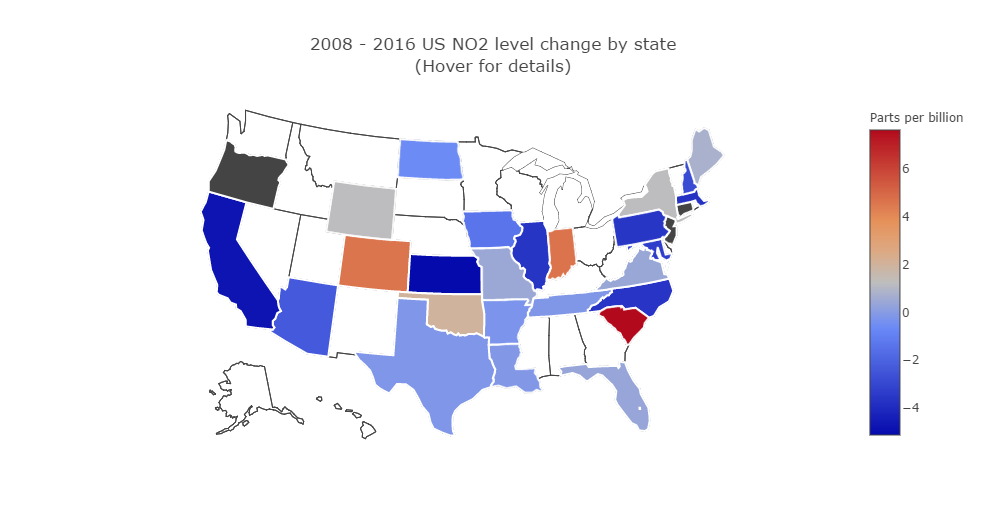 2008 - 2016 US NO2 level change by state
(Hover for details)
Parts per billion
6
4
2
0
−2
−4